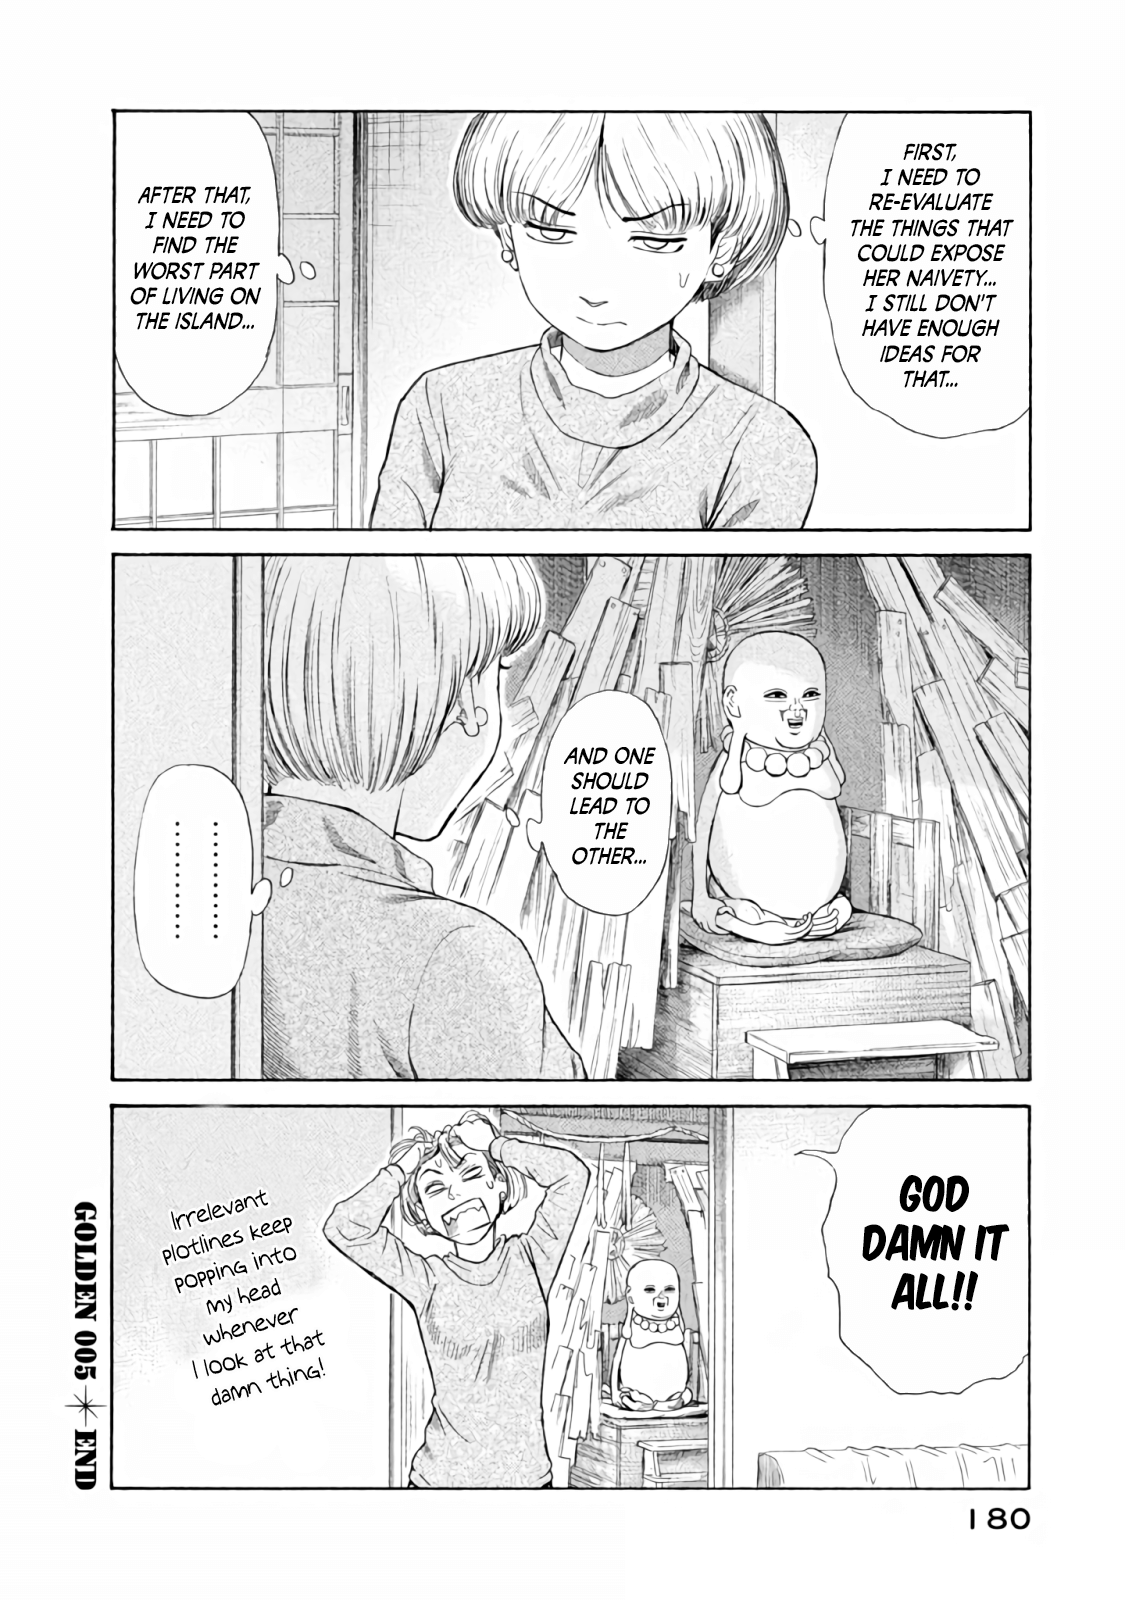 FIRST,
I NEED TO
RE-EVALUATE
THE THINGS THAT
COULD EXPOSE
HER NAIVETY...
I STILL DON'T
HAVE ENOUGH
IDEAS FOR
THAT...
AFTER THAT,
I NEED TO
FIND THE
WORST PART
OF LIVING ON
THE ISLAND...
AND ONE
SHOULD
LEAD TO
THE
OTHER...
..........
..........
GOD
DAMN IT
ALL!!
Irrelevant
plotlines keep
popping into
my head
whenever
I look at that
damn thing!
GOLDEN 005 END
180